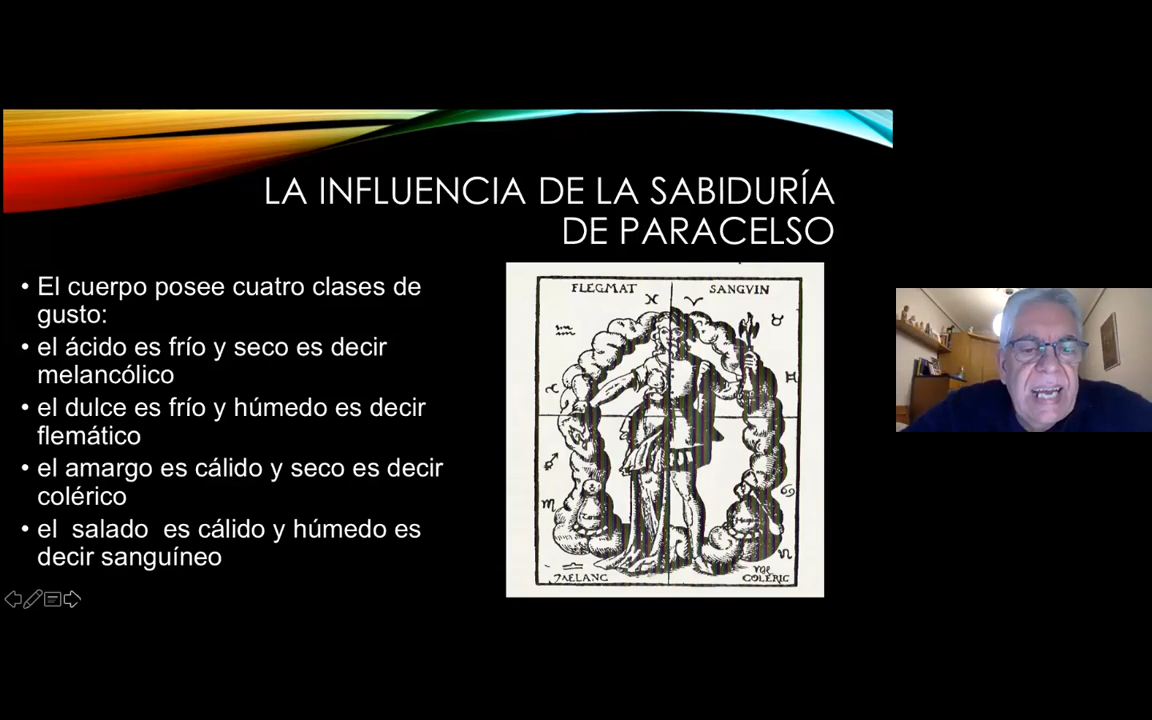 LA INFLUENCIA DE LA SABIDURÍA
DE PARACELSO
• El cuerpo posee cuatro clases de
gusto:
• el ácido es frío y seco es decir
melancólico
• el dulce es frío y húmedo es decir
flemático
• el amargo es cálido y seco es decir
colérico
• el salado es cálido y húmedo es
decir sanguíneo
FLEGMAT SANGVIN
COLERIC